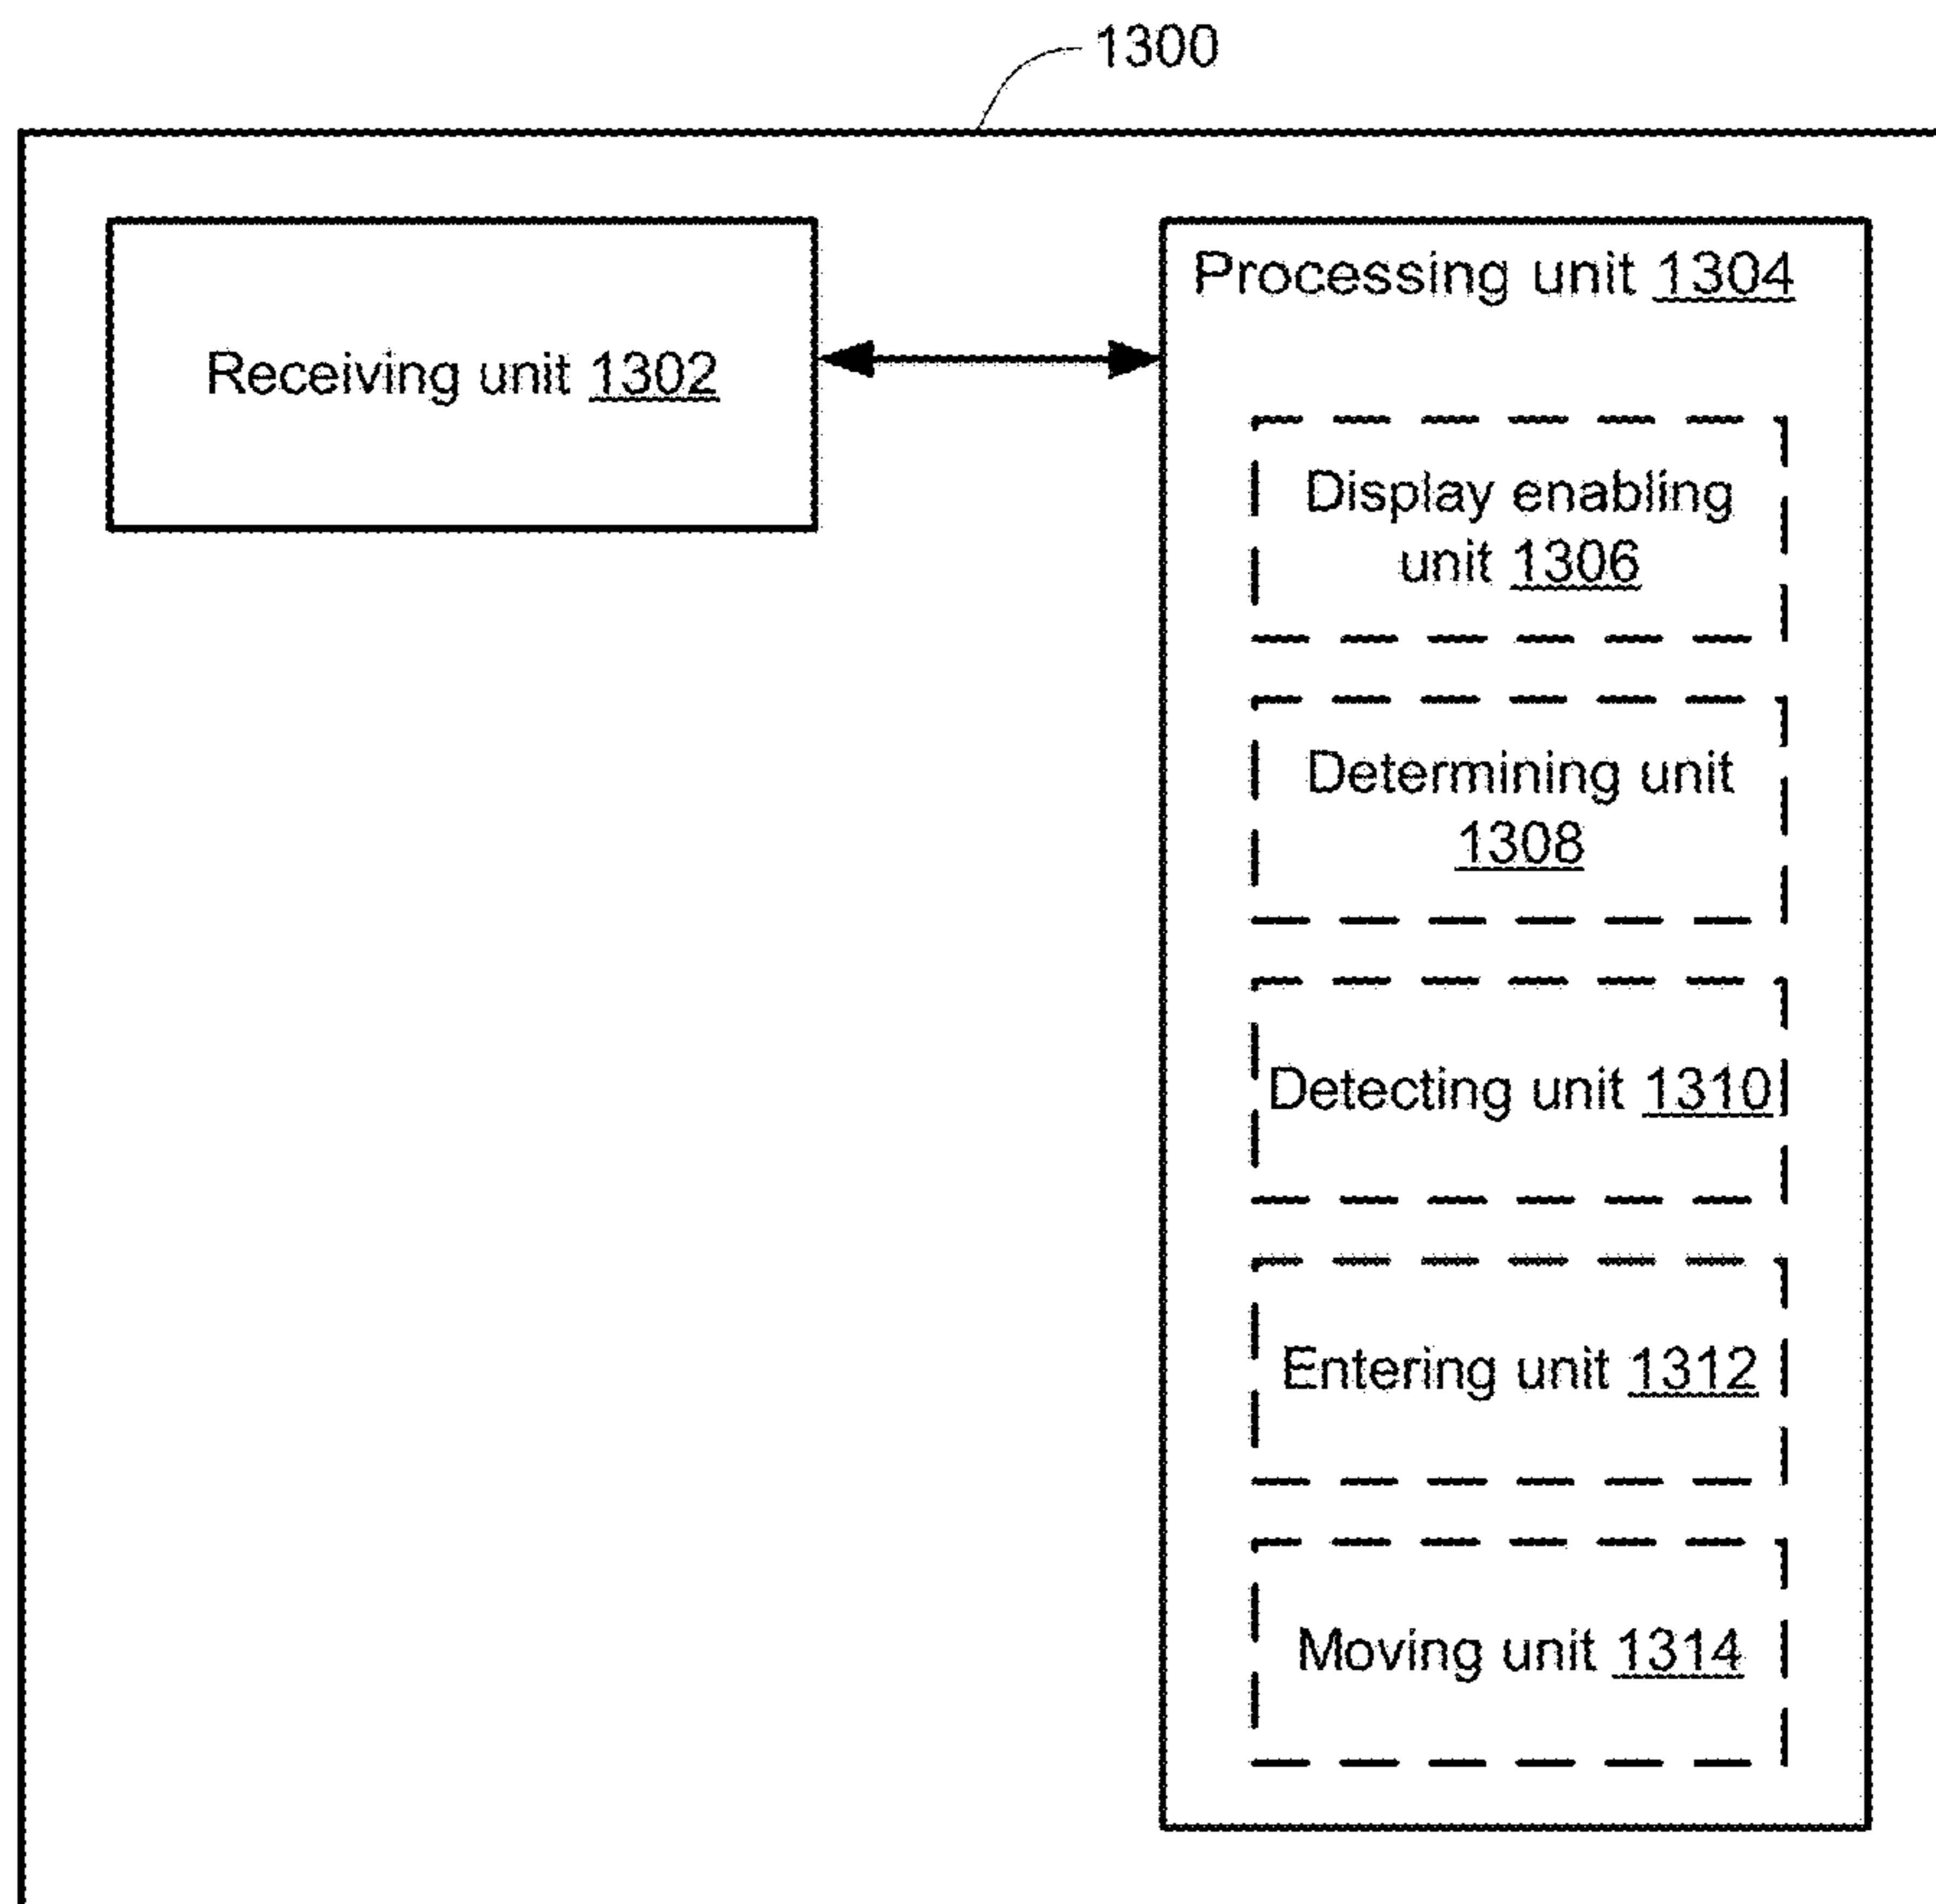 1300
Receiving unit 1302
Processing unit 1304
Display enabling
unit 1306
Determining unit
1308
Detecting unit 1310
Entering unit 1312
Moving unit 1314